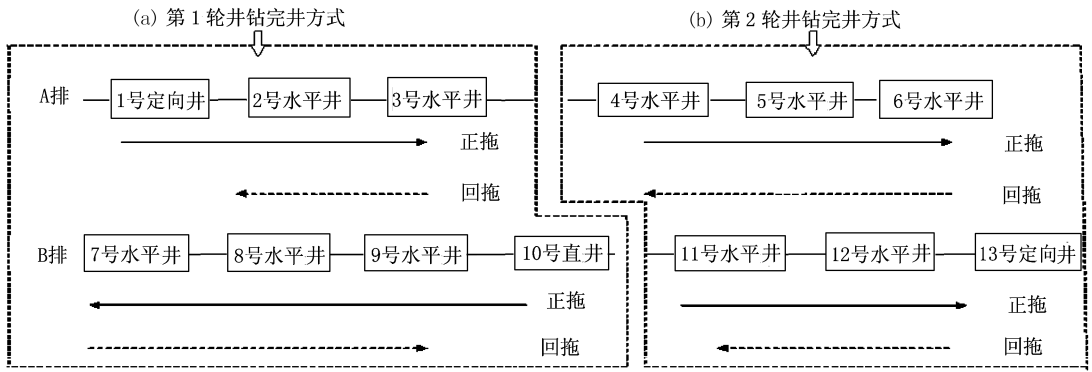 (a) 第1轮井钻完井方式
(b) 第2轮井钻完井方式
A排
1号定向井
2号水平井
3号水平井
4号水平井
5号水平井
6号水平井
正拖
正拖
回拖
回拖
B排
7号水平井
8号水平井
9号水平井
10号直井
11号水平井
12号水平井
13号定向井
正拖
正拖
回拖
回拖